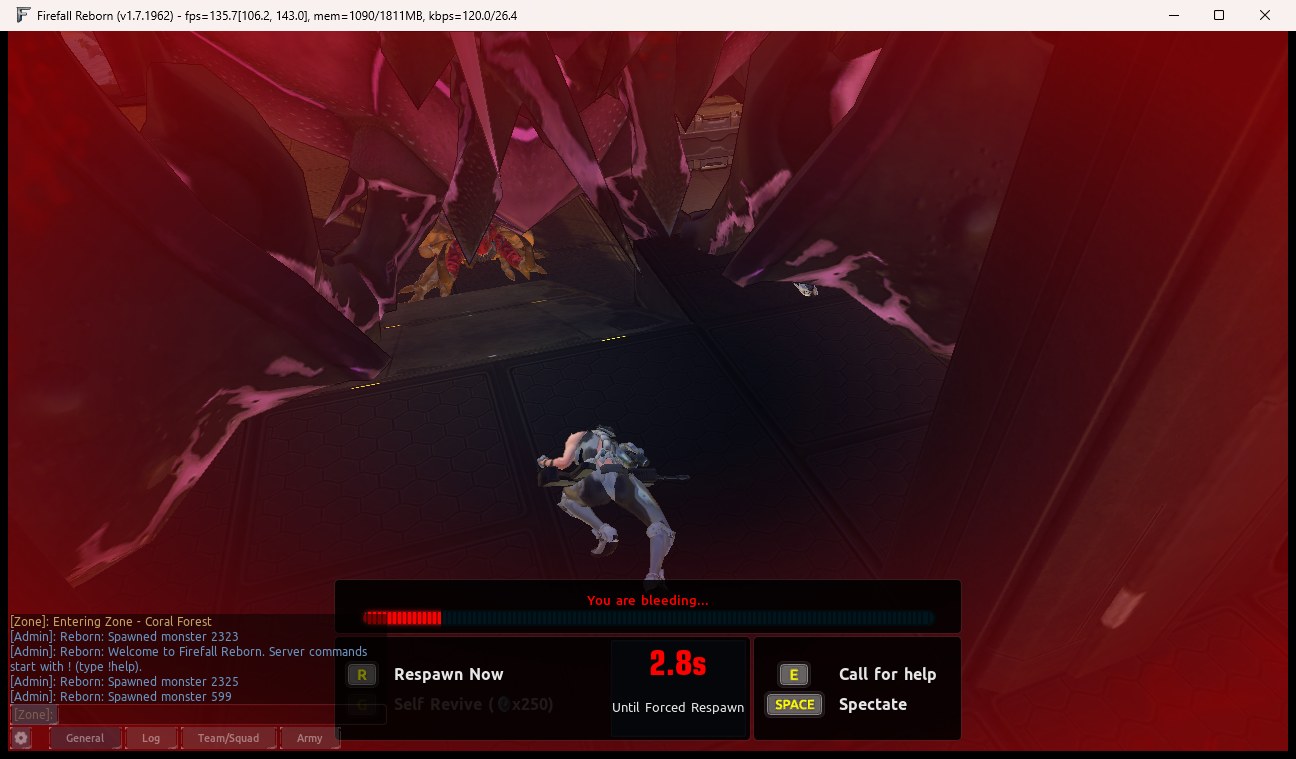 Firefall Reborn (v1.7.1962) - fps=135.7[106.2, 143.0], mem=1090/1811MB, kbps=120.0/26.4
You are bleeding...
[Zone]: Entering Zone - Coral Forest
[Admin]: Reborn: Spawned monster 2323
[Admin]: Reborn: Welcome to Firefall Reborn. Server commands
start with ! (type !help).
[Admin]: Reborn: Spawned monster 2325
[Admin]: Reborn: Spawned monster 599
[Zone]:
General
Log
Team/Squad
Army
R
Respawn Now
G
Self Revive ( x250)
2.8s
Until Forced Respawn
E
Call for help
SPACE
Spectate